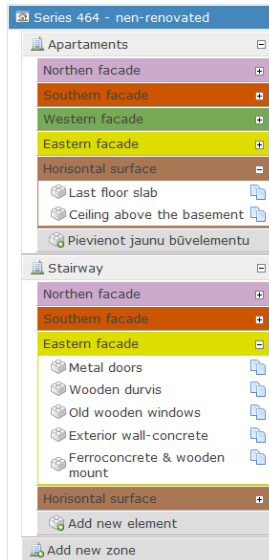 Series 464 - nen-renovated
Apartaments
Northen facade
Southern facade
Western facade
Eastern facade
Horisontal surface
Last floor slab
Ceiling above the basement
Pievienot jaunu būvelementu
Stairway
Northen facade
Southern facade
Eastern facade
Metal doors
Wooden durvis
Old wooden windows
Exterior wall-concrete
Ferroconcrete & wooden
mount
Horisontal surface
Add new element
Add new zone